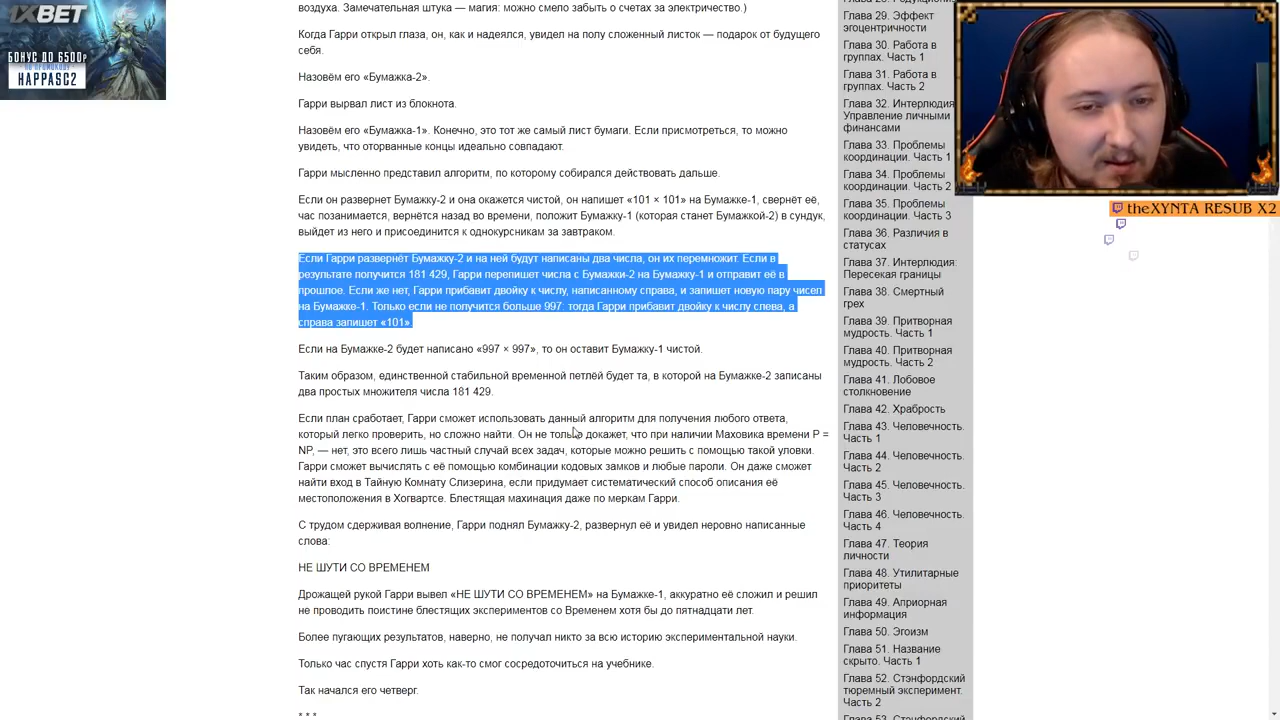 1XBET
БОНУС ДО 6500₽
ПО ПРОМОКОДУ
HAPPASC2
воздуха. Замечательная штука — магия: можно смело забыть о счетах за электричество.)
Когда Гарри открыл глаза, он, как и надеялся, увидел на полу сложенный листок — подарок от будущего
себя.
Назовём его «Бумажка-2».
Гарри вырвал лист из блокнота.
Назовём его «Бумажка-1». Конечно, это тот же самый лист бумаги. Если присмотреться, то можно
увидеть, что оторванные концы идеально совпадают.
Гарри мысленно представил алгоритм, по которому собирался действовать дальше.
Если он развернет Бумажку-2 и она окажется чистой, он напишет «101 × 101» на Бумажке-1, свернёт её,
час позанимается, вернётся назад во времени, положит Бумажку-1 (которая станет Бумажкой-2) в сундук,
выйдет из него и присоединится к однокурсникам за завтраком.
Если Гарри развернёт Бумажку-2 и на ней будут написаны два числа, он их перемножит. Если в
результате получится 181 429, Гарри перепишет числа с Бумажки-2 на Бумажку-1 и отправит её в
прошлое. Если же нет, Гарри прибавит двойку к числу, написанному справа, и запишет новую пару чисел
на Бумажке-1. Только если не получится больше 997: тогда Гарри прибавит двойку к числу слева, а
справа запишет «101».
Если на Бумажке-2 будет написано «997 × 997», то он оставит Бумажку-1 чистой.
Таким образом, единственной стабильной временной петлёй будет та, в которой на Бумажке-2 записаны
два простых множителя числа 181 429.
Если план сработает, Гарри сможет использовать данный алгоритм для получения любого ответа,
который легко проверить, но сложно найти. Он не только докажет, что при наличии Маховика времени P =
NP, — нет, это всего лишь частный случай всех задач, которые можно решить с помощью такой уловки.
Гарри сможет вычислять с её помощью комбинации кодовых замков и любые пароли. Он даже сможет
найти вход в Тайную Комнату Слизерина, если придумает систематический способ описания её
местоположения в Хогвартсе. Блестящая махинация даже по меркам Гарри.
С трудом сдерживая волнение, Гарри поднял Бумажку-2, развернул её и увидел неровно написанные
слова:
НЕ ШУТИ СО ВРЕМЕНЕМ
Дрожащей рукой Гарри вывел «НЕ ШУТИ СО ВРЕМЕНЕМ» на Бумажке-1, аккуратно её сложил и решил
не проводить поистине блестящих экспериментов со Временем хотя бы до пятнадцати лет.
Более пугающих результатов, наверно, не получал никто за всю историю экспериментальной науки.
Только час спустя Гарри хоть как-то смог сосредоточиться на учебнике.
Так начался его четверг.
* * *
Глава 29. Эффект
эгоцентричности
Глава 30. Работа в
группах. Часть 1
Глава 31. Работа в
группах. Часть 2
Глава 32. Интерлюдия:
Управление личными
финансами
Глава 33. Проблемы
координации. Часть 1
Глава 34. Проблемы
координации. Часть 2
Глава 35. Проблемы
координации. Часть 3
Глава 36. Различия в
статусах
Глава 37. Интерлюдия:
Пересекая границы
Глава 38. Смертный
грех
Глава 39. Притворная
мудрость. Часть 1
Глава 40. Притворная
мудрость. Часть 2
Глава 41. Лобовое
столкновение
Глава 42. Храбрость
Глава 43. Человечность.
Часть 1
Глава 44. Человечность.
Часть 2
Глава 45. Человечность.
Часть 3
Глава 46. Человечность.
Часть 4
Глава 47. Теория
личности
Глава 48. Утилитарные
приоритеты
Глава 49. Априорная
информация
Глава 50. Эгоизм
Глава 51. Название
скрыто. Часть 1
Глава 52. Стэнфордский
тюремный эксперимент.
Часть 2
theXYNTA RESUB X2